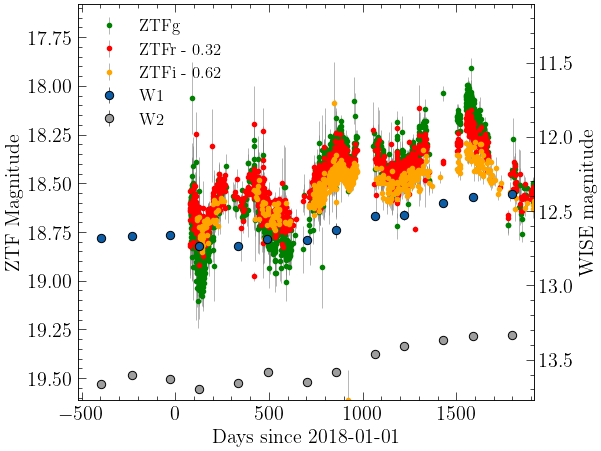 ZTFg
ZTFr - 0.32
ZTFi - 0.62
W1
W2
17.75
18.00
18.25
18.50
18.75
19.00
19.25
19.50
ZTF Magnitude
11.5
12.0
12.5
13.0
13.5
WISE magnitude
−500 0 500 1000 1500
Days since 2018-01-01